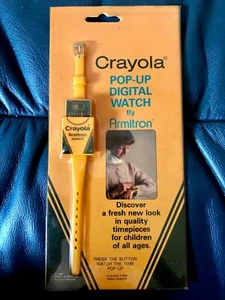 Crayola®
POP-UP
DIGITAL
WATCH
By
Armitron®
Crayola
Armitron
Discover
a fresh new look
in quality
timepieces
for children
of all ages.
PRESS THE BUTTON
WATCH THE TIME
POP UP